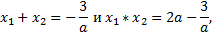 x₁ + x₂ = −3/a и x₁ * x₂ = 2a − 3/a,